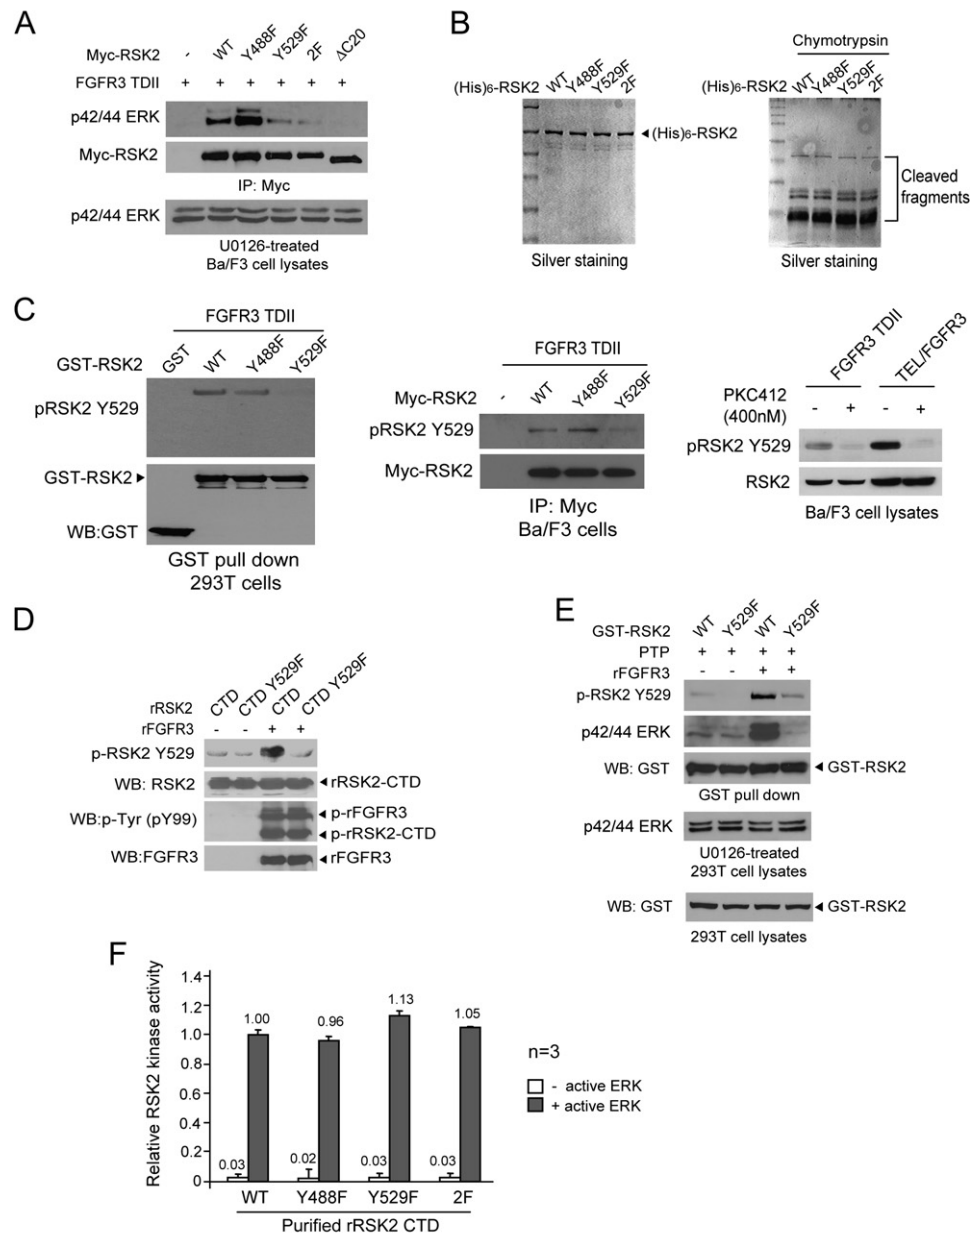 A
Myc-RSK2 - WT Y488F Y529F 2F ΔC20
FGFR3 TDII + + + + + +
p42/44 ERK
Myc-RSK2
IP: Myc
p42/44 ERK
U0126-treated
Ba/F3 cell lysates
B
Chymotrypsin
(His)6-RSK2 WT Y488F Y529F 2F
(His)6-RSK2 WT Y488F Y529F 2F
(His)6-RSK2
Cleaved
fragments
Silver staining
Silver staining
C
FGFR3 TDII
GST-RSK2 GST WT Y488F Y529F
pRSK2 Y529
GST-RSK2
WB:GST
GST pull down
293T cells
FGFR3 TDII
Myc-RSK2 - WT Y488F Y529F
pRSK2 Y529
Myc-RSK2
IP: Myc
Ba/F3 cells
FGFR3 TDII TEL/FGFR3
PKC412
(400nM)
- + - +
pRSK2 Y529
RSK2
Ba/F3 cell lysates
D
rRSK2 CTD CTD Y529F CTD CTD Y529F
rFGFR3 - - + +
p-RSK2 Y529
WB: RSK2 rRSK2-CTD
WB:p-Tyr (pY99) p-rFGFR3
p-rRSK2-CTD
WB:FGFR3 rFGFR3
E
GST-RSK2 WT Y529F WT Y529F
PTP + + + +
rFGFR3 - - + +
p-RSK2 Y529
p42/44 ERK
WB: GST GST-RSK2
GST pull down
p42/44 ERK
U0126-treated
293T cell lysates
WB: GST GST-RSK2
293T cell lysates
F
Relative RSK2 kinase activity
1.4
1.2
1.0
0.8
0.6
0.4
0.2
0
0.03 1.00 0.02 0.96 0.03 1.13 0.03 1.05
WT Y488F Y529F 2F
Purified rRSK2 CTD
n=3
- active ERK
+ active ERK